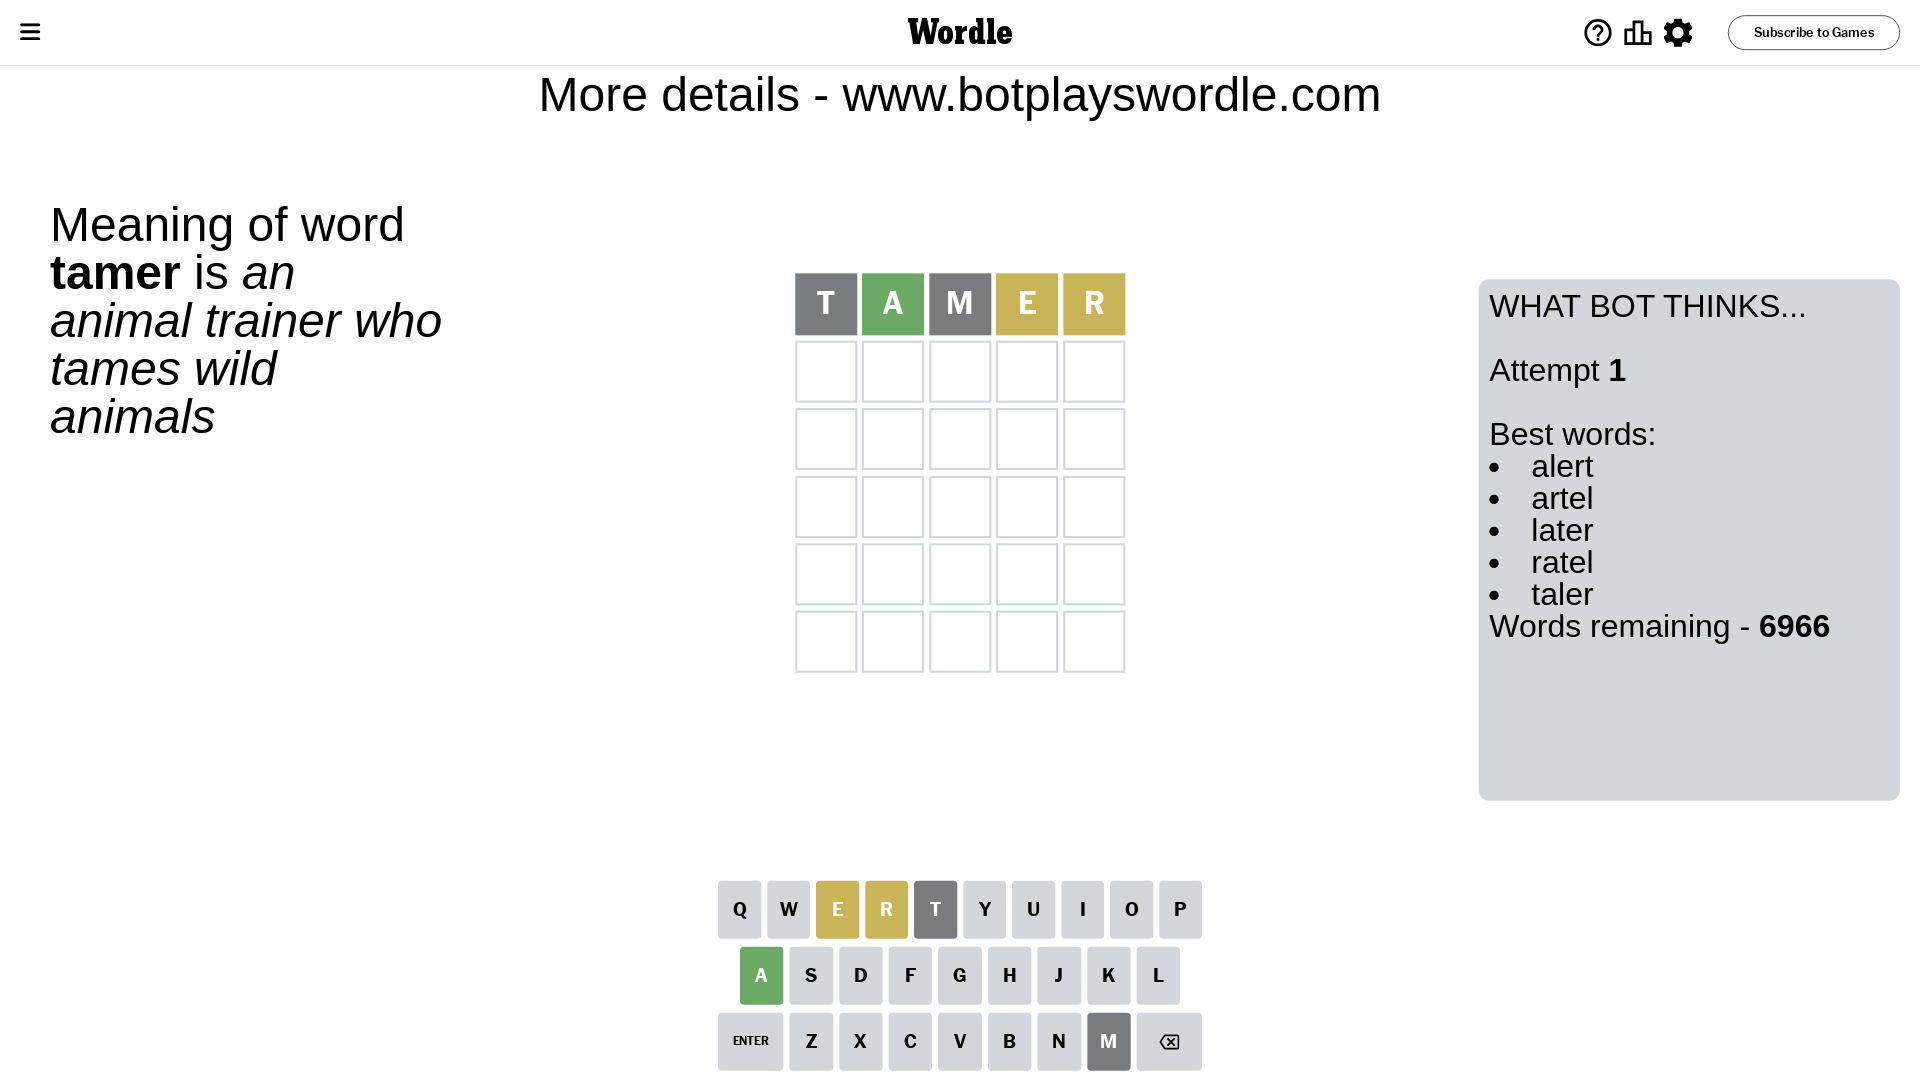 Wordle
Subscribe to Games
More details - www.botplayswordle.com
Meaning of word
tamer is an
animal trainer who
tames wild
animals
T A M E R
WHAT BOT THINKS...
Attempt 1
Best words:
• alert
• artel
• later
• ratel
• taler
Words remaining - 6966
Q W E R T Y U I O P
A S D F G H J K L
ENTER Z X C V B N M